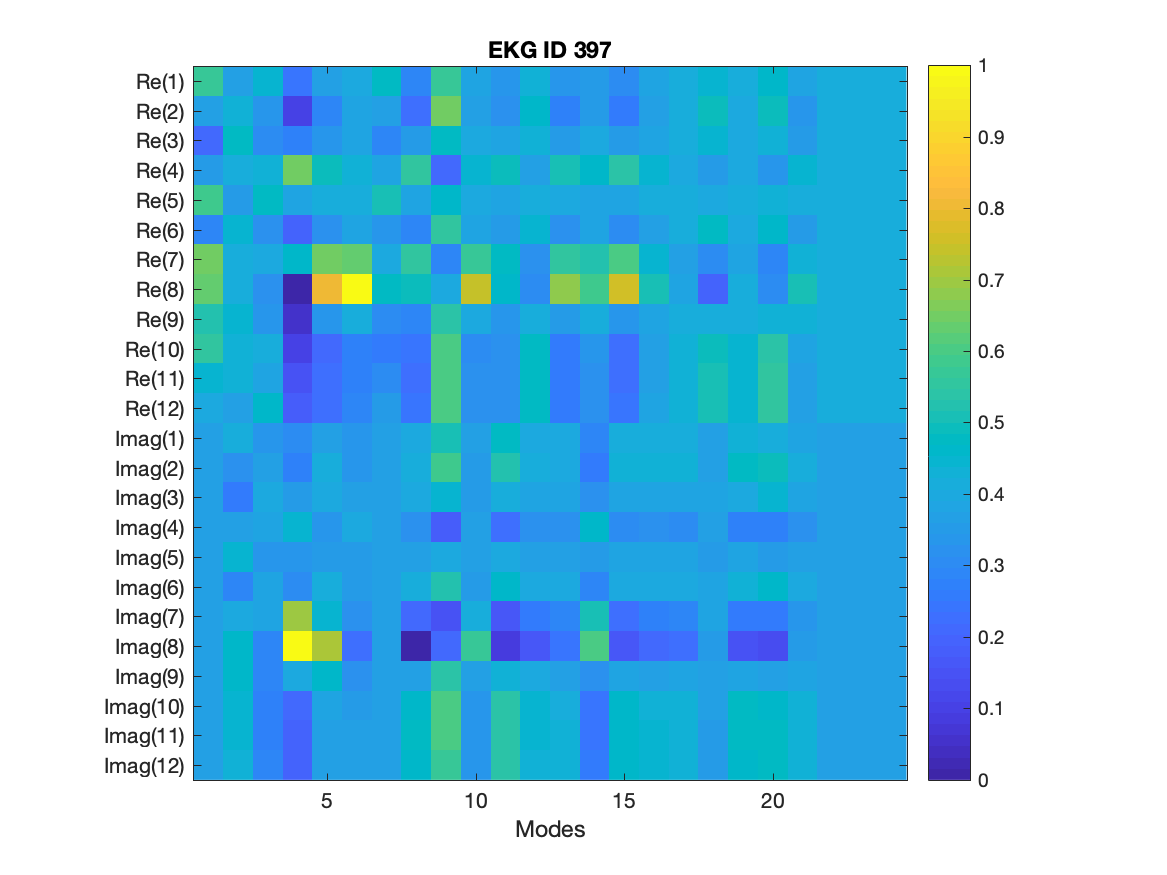 EKG ID 397
Re(1)
Re(2)
Re(3)
Re(4)
Re(5)
Re(6)
Re(7)
Re(8)
Re(9)
Re(10)
Re(11)
Re(12)
Imag(1)
Imag(2)
Imag(3)
Imag(4)
Imag(5)
Imag(6)
Imag(7)
Imag(8)
Imag(9)
Imag(10)
Imag(11)
Imag(12)
5 10 15 20
Modes
1
0.9
0.8
0.7
0.6
0.5
0.4
0.3
0.2
0.1
0